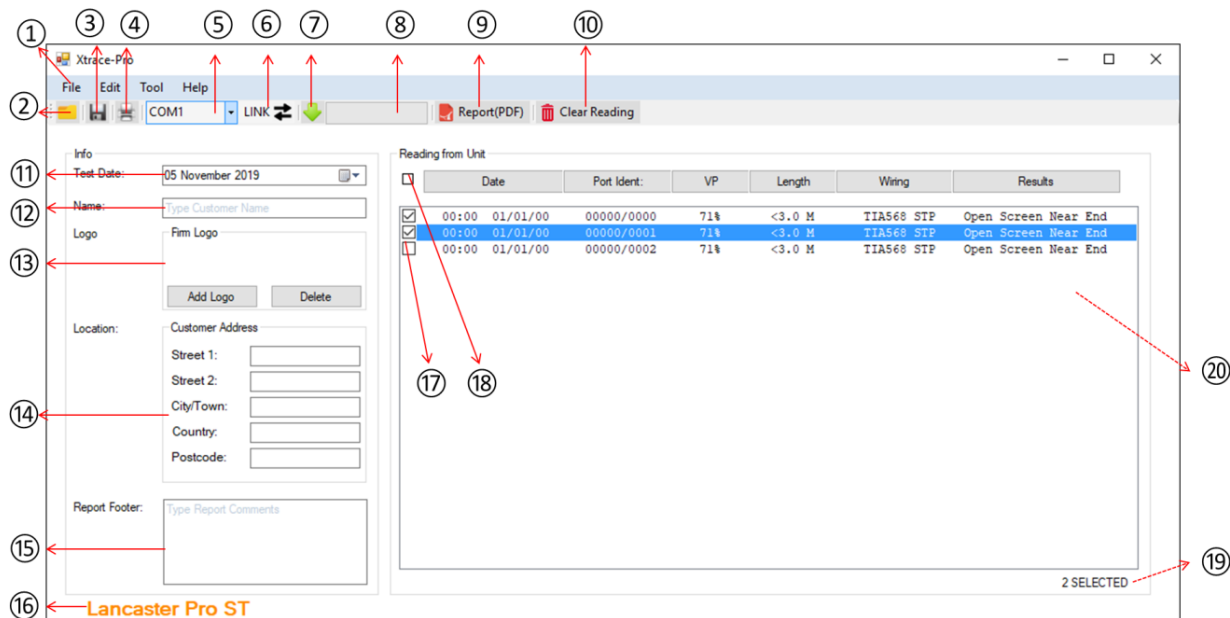 ① ② ③ ④ ⑤ ⑥ ⑦ ⑧ ⑨ ⑩
Xtrace-Pro
File Edit Tool Help
COM1 LINK Report(PDF) Clear Reading
Info
⑪ Test Date: 05 November 2019
⑫ Name: Type Customer Name
Logo Firm Logo
⑬
Add Logo Delete
Location: Customer Address
Street 1:
Street 2:
⑭ City/Town:
Country:
Postcode:
Report Footer: Type Report Comments
⑮
⑯ Lancaster Pro ST
Reading from Unit
Date Port Ident: VP Length Wiring Results
00:00 01/01/00 00000/0000 71% <3.0 M TIA568 STP Open Screen Near End
00:00 01/01/00 00000/0001 71% <3.0 M TIA568 STP Open Screen Near End
00:00 01/01/00 00000/0002 71% <3.0 M TIA568 STP Open Screen Near End
⑰ ⑱ ⑳
2 SELECTED ⑲